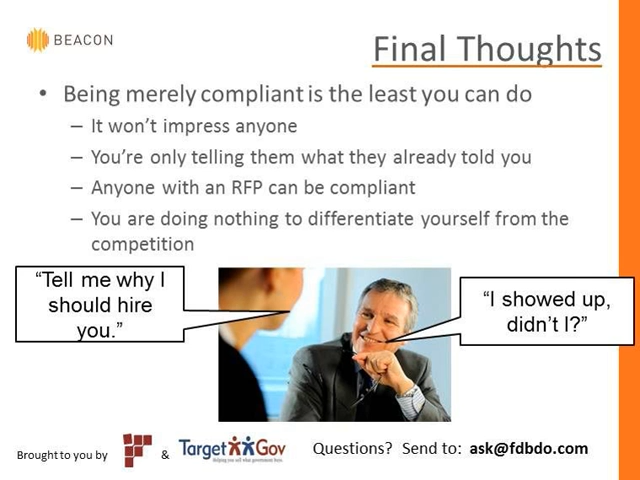 BEACON
Final Thoughts
• Being merely compliant is the least you can do
– It won't impress anyone
– You're only telling them what they already told you
– Anyone with an RFP can be compliant
– You are doing nothing to differentiate yourself from the
competition
“Tell me why I
should hire
you.”
“I showed up,
didn't I?”
Brought to you by
&
Target Gov
Helping you sell what government buys
Questions? Send to: ask@fdbdo.com